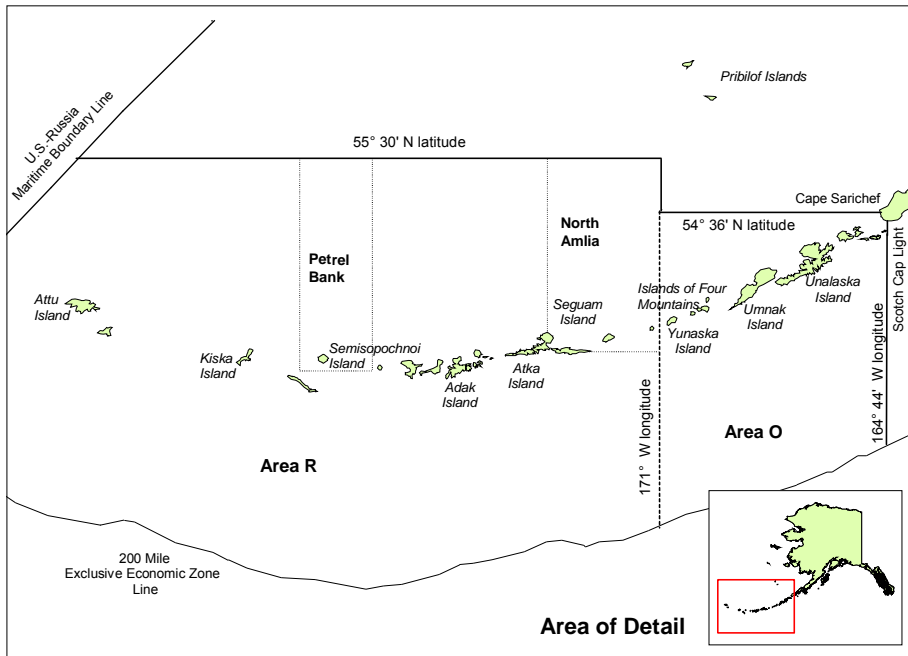 Pribilof Islands
U.S.-Russia
Maritime Boundary Line
55° 30' N latitude
Cape Sarichef
54° 36' N latitude
Scotch Cap Light
North
Amlia
Petrel
Bank
Attu
Island
Kiska
Island
Semisopochnoi
Island
Adak
Island
Atka
Island
Seguam
Island
Islands of Four
Mountains
Yunaska
Island
Umnak
Island
Unalaska
Island
171° W longitude
164° 44' W longitude
Area R
Area O
200 Mile
Exclusive Economic Zone
Line
Area of Detail